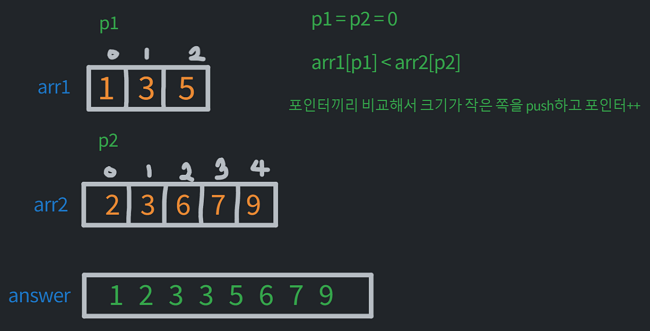 p1
p1 = p2 = 0
0 1 2
arr1 1 3 5
arr1[p1] < arr2[p2]
포인터끼리 비교해서 크기가 작은 쪽을 push하고 포인터++
p2
0 1 2 3 4
arr2 2 3 6 7 9
answer 1 2 3 3 5 6 7 9